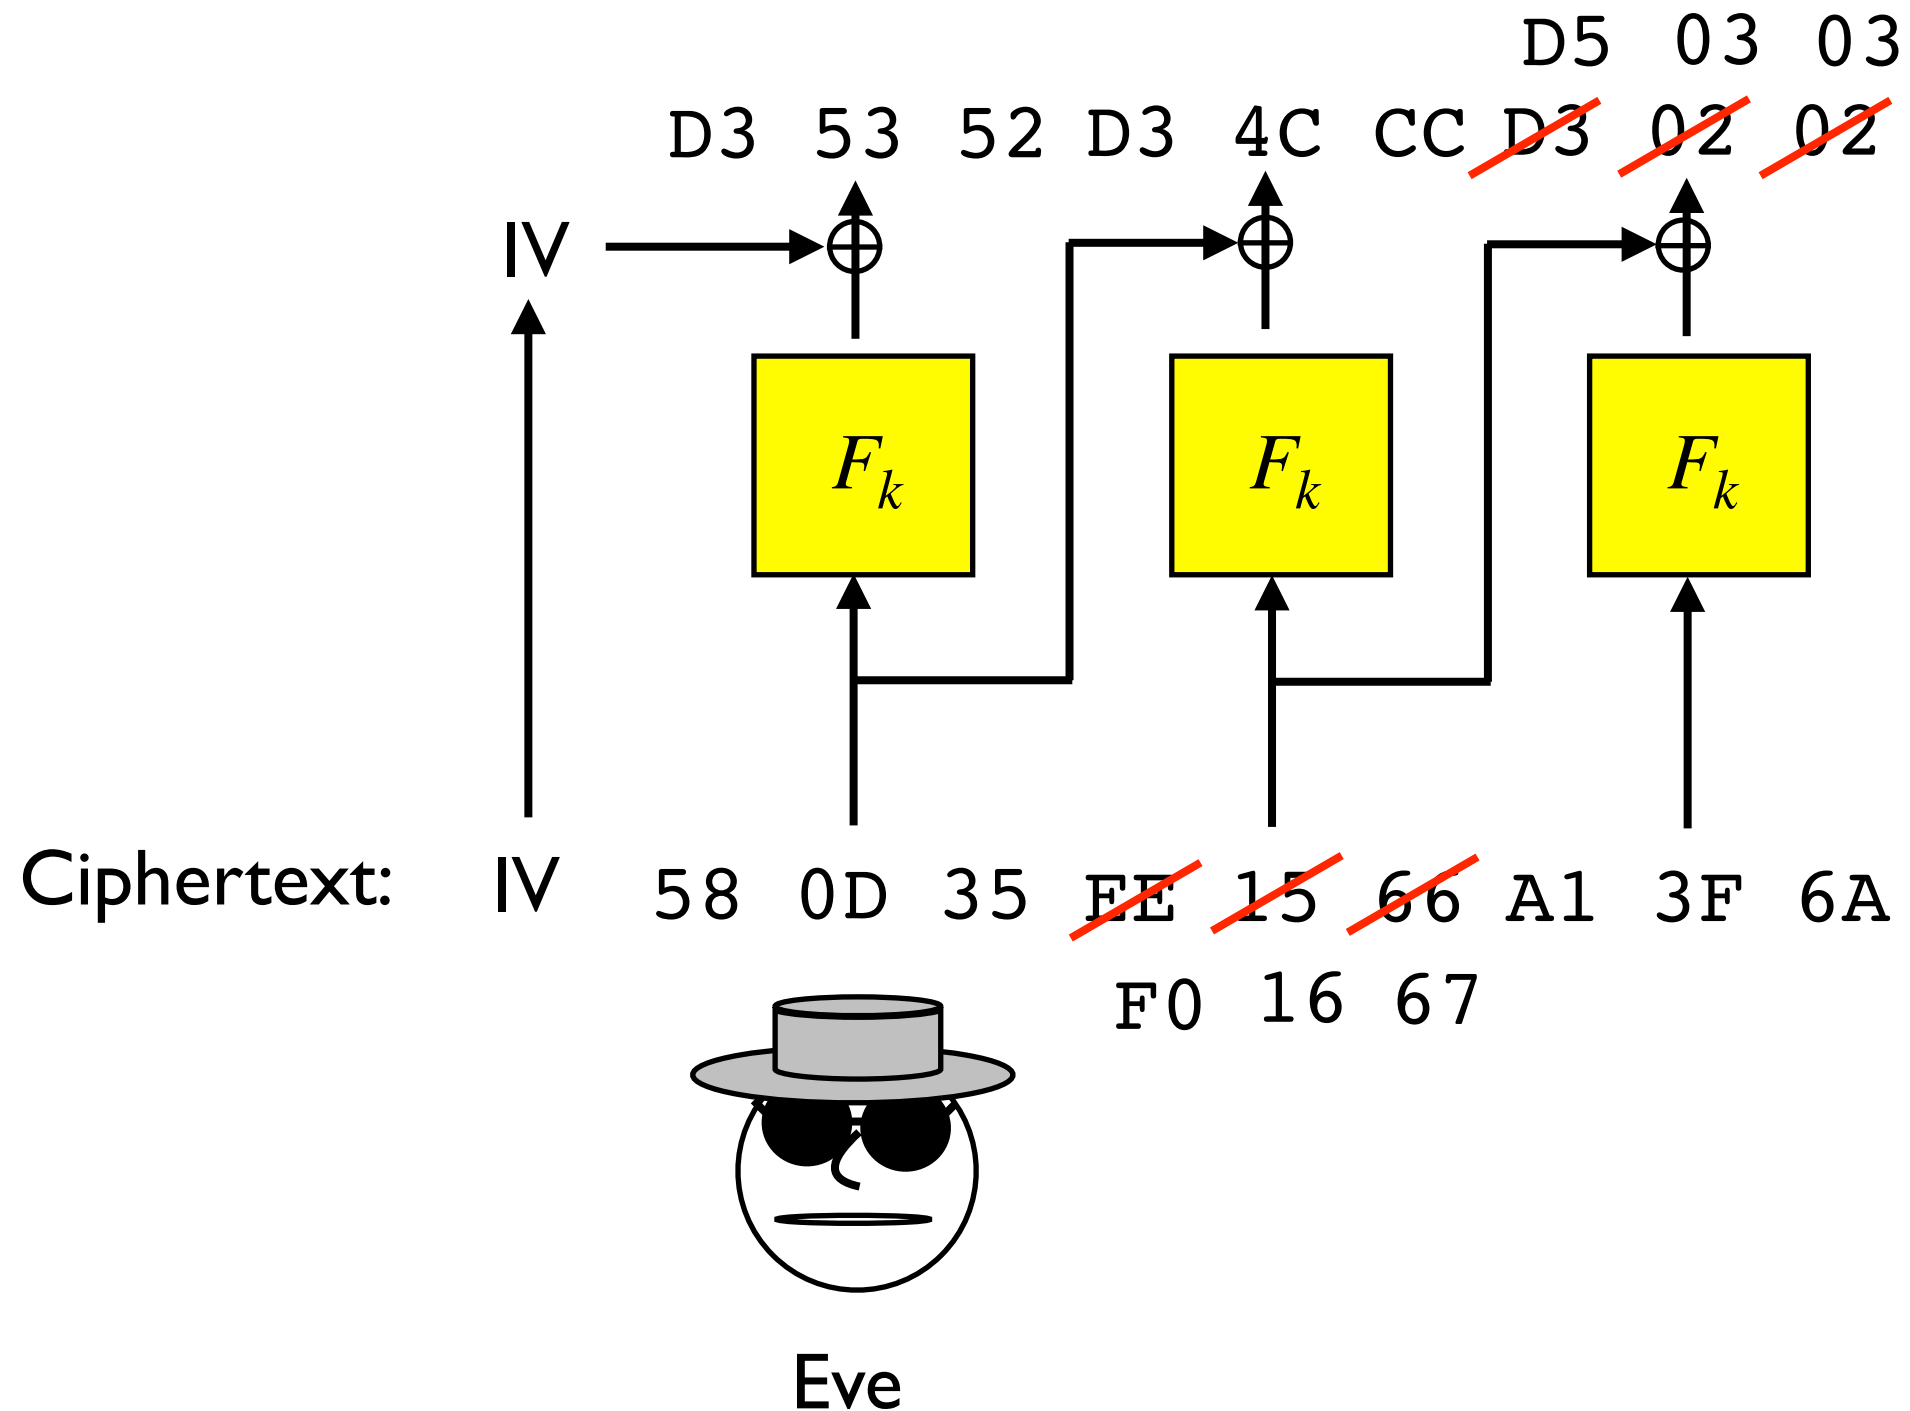 D5 03 03
D3 53 52 D3 4C CC D3 02 02
IV
Fk Fk Fk
Ciphertext: IV 58 0D 35 EE 15 66 A1 3F 6A
F0 16 67
Eve